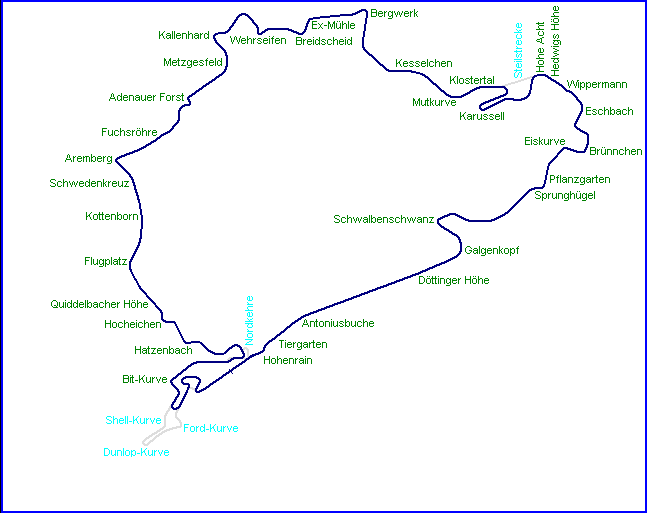 Bergwerk
Ex-Mühle
Kallenhard
Wehrseifen
Breidscheid
Steilstrecke
Hohe Acht
Hedwigs Höhe
Metzgesfeld
Kesselchen
Klostertal
Wippermann
Adenauer Forst
Mutkurve
Karussell
Eschbach
Fuchsröhre
Eiskurve
Brünnchen
Aremberg
Schwedenkreuz
Pflanzgarten
Sprunghügel
Kottenborn
Schwalbenschwanz
Galgenkopf
Flugplatz
Döttinger Höhe
Quiddelbacher Höhe
Nordkehre
Hocheichen
Antoniusbuche
Tiergarten
Hatzenbach
Hohenrain
Bit-Kurve
Shell-Kurve
Ford-Kurve
Dunlop-Kurve